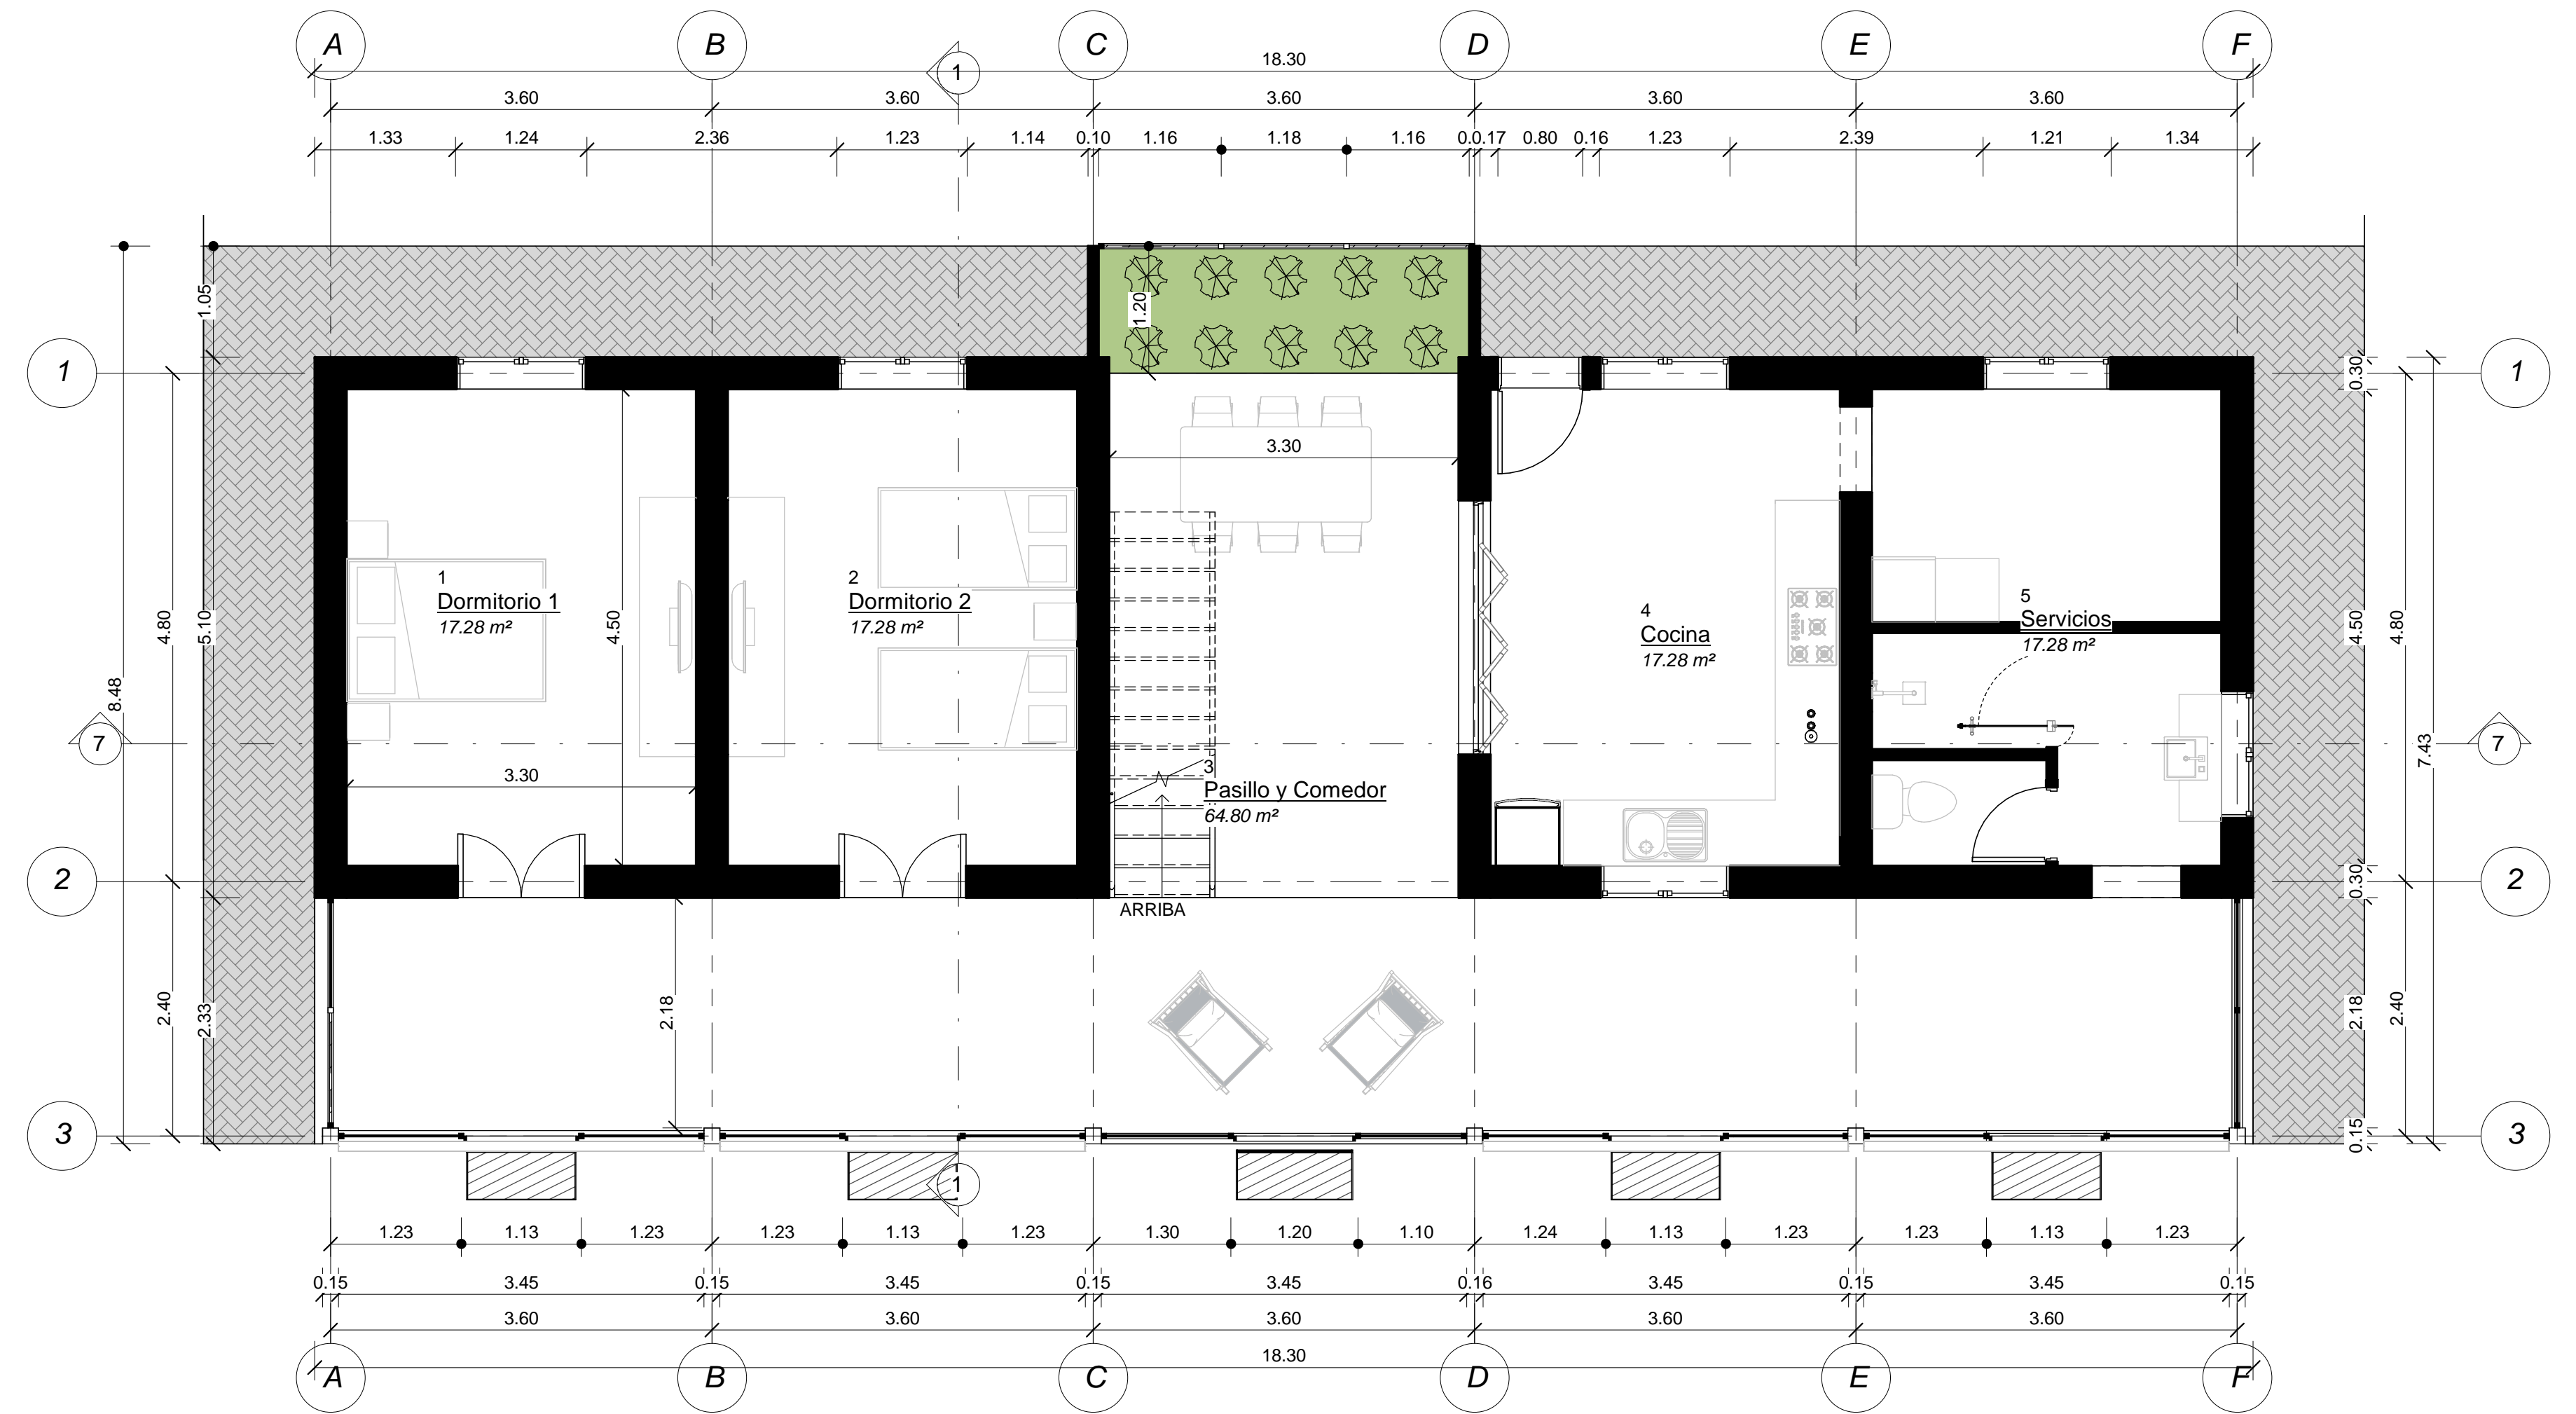 A B C D E F
18.30
3.60 3.60 3.60 3.60 3.60
1
1.33 1.24 2.36 1.23 1.14 0.10 1.16 1.18 1.16 0.0.17 0.80 0.16 1.23 2.39 1.21 1.34
1.05
1.20
1
0.30
1
3.30
1
Dormitorio 1
17.28 m²
2
Dormitorio 2
17.28 m²
4
Cocina
17.28 m²
5
Servicios
17.28 m²
4.80
5.10
4.50
4.50
4.80
8.48
7
7
7.43
3.30
3
Pasillo y Comedor
64.80 m²
2
0.30
2
ARRIBA
2.40
2.33
2.18
2.18
2.40
3
0.15
3
1
1.23 1.13 1.23 1.23 1.13 1.23 1.30 1.20 1.10 1.24 1.13 1.23 1.23 1.13 1.23
0.15 3.45 0.15 3.45 0.15 3.45 0.16 3.45 0.15 3.45 0.15
3.60 3.60 3.60 3.60 3.60
18.30
A B C D E F